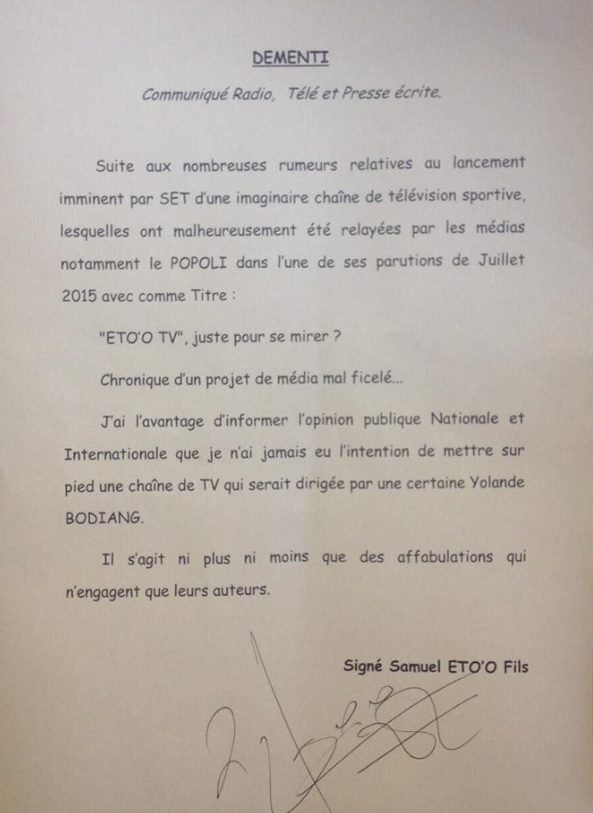 DEMENTI
Communiqué Radio, Télé et Presse écrite.
Suite aux nombreuses rumeurs relatives au lancement
imminent par SET d'une imaginaire chaîne de télévision sportive,
lesquelles ont malheureusement été relayées par les médias
notamment le POPOLI dans l'une de ses parutions de Juillet
2015 avec comme Titre :
"ETO'O TV", juste pour se mirer ?
Chronique d'un projet de média mal ficelé...
J'ai l'avantage d'informer l'opinion publique Nationale et
Internationale que je n'ai jamais eu l'intention de mettre sur
pied une chaîne de TV qui serait dirigée par une certaine Yolande
BODIANG.
Il s'agit ni plus ni moins que des affabulations qui
n'engagent que leurs auteurs.
Signé Samuel ETO'O Fils